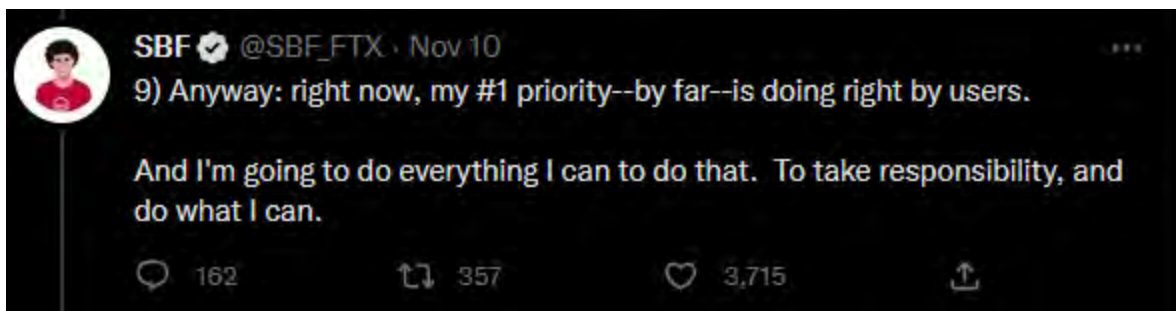 SBF @SBF_FTX · Nov 10
9) Anyway: right now, my #1 priority--by far--is doing right by users.
And I'm going to do everything I can to do that.  To take responsibility, and
do what I can.
162 357 3,715